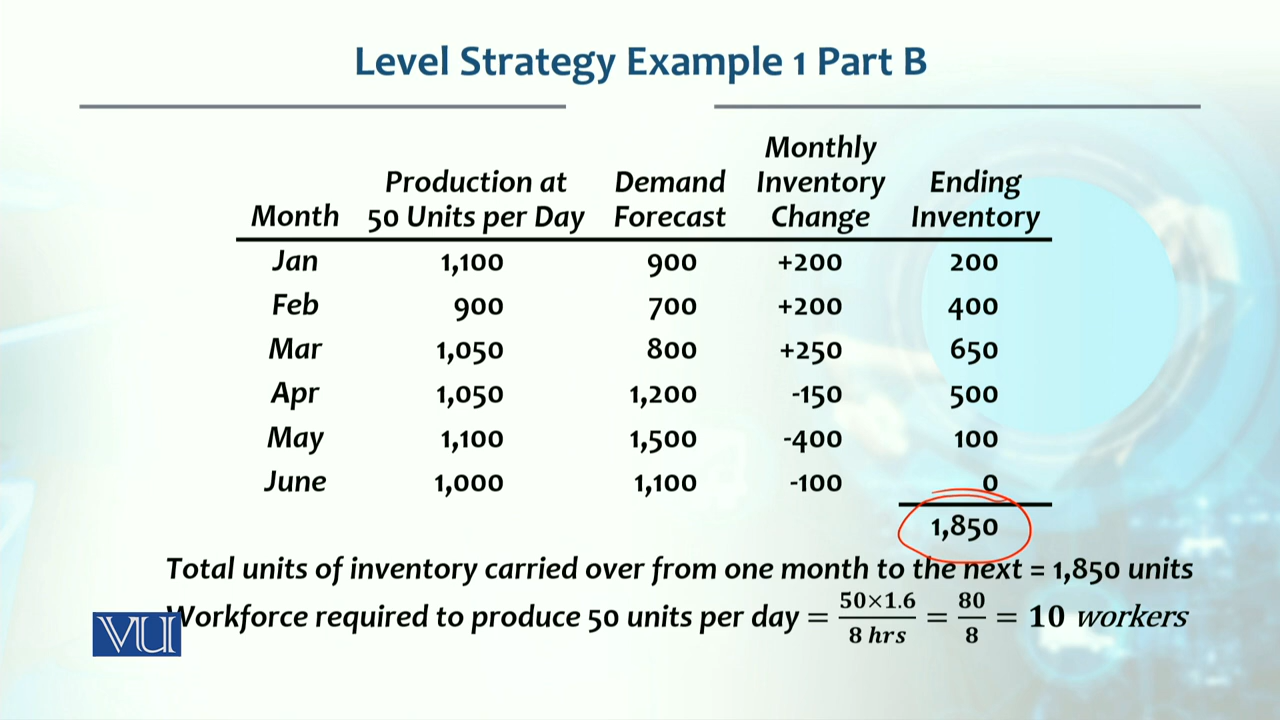 Level Strategy Example 1 Part B
Monthly
Production at Demand Inventory Ending
Month 50 Units per Day Forecast Change Inventory
Jan 1,100 900 +200 200
Feb 900 700 +200 400
Mar 1,050 800 +250 650
Apr 1,050 1,200 -150 500
May 1,100 1,500 -400 100
June 1,000 1,100 -100 0
1,850
Total units of inventory carried over from one month to the next = 1,850 units
Workforce required to produce 50 units per day = 50×1.6 / 8 hrs = 80 / 8 = 10 workers
VU